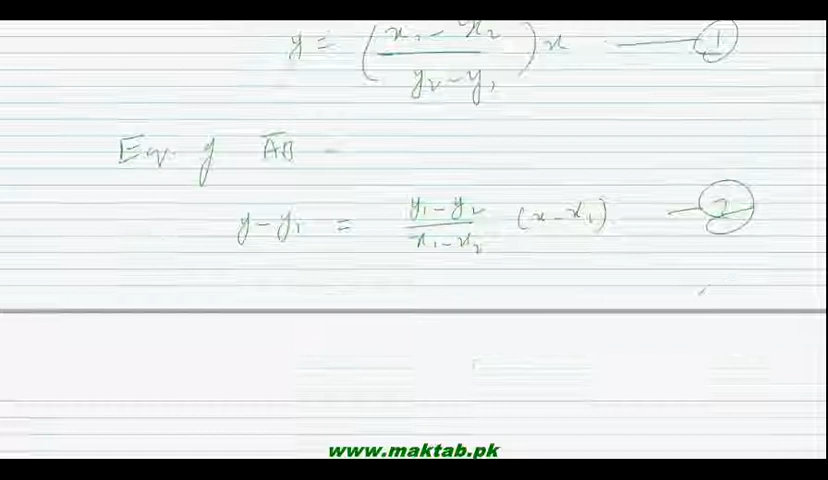 y = ( x₁ - x₂ / y₂ - y₁ ) x — ①
Eq. of AB -
y - y₁ = y₁ - y₂ / x₁ - x₂ (x - x₁) — ②
www.maktab.pk